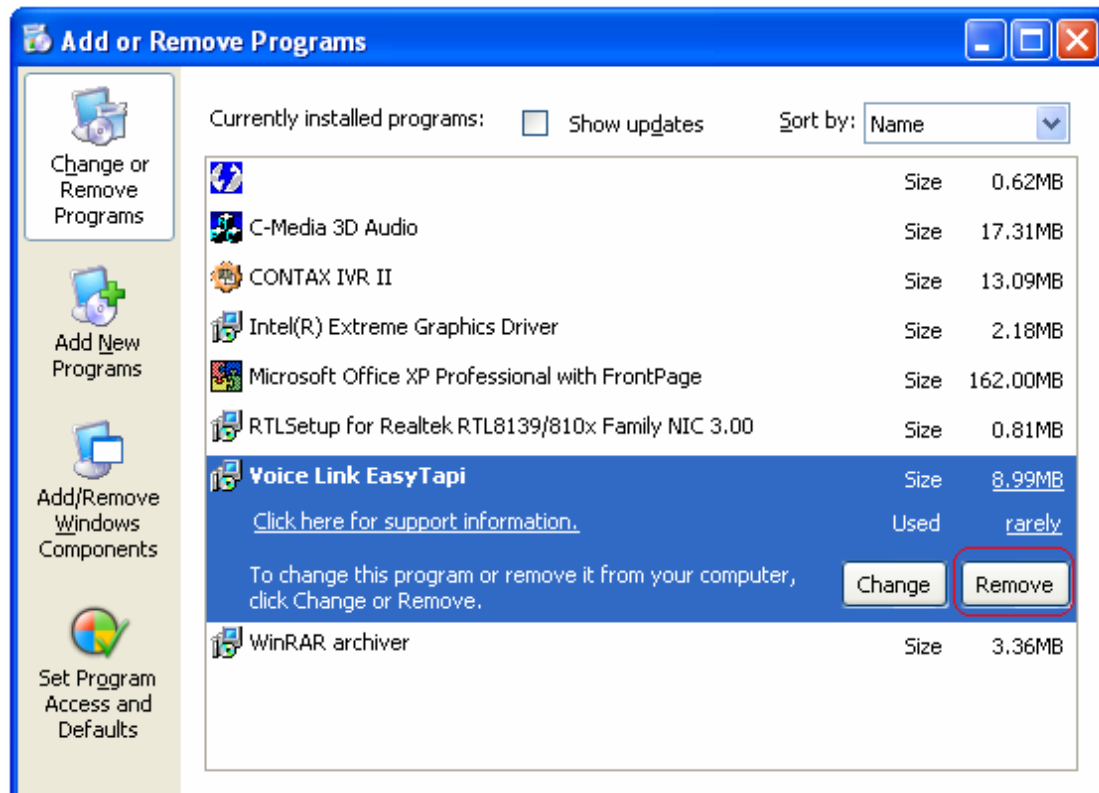 Add or Remove Programs
Change or
Remove
Programs
Add New
Programs
Add/Remove
Windows
Components
Set Program
Access and
Defaults
Currently installed programs: Show updates Sort by: Name
Size 0.62MB
C-Media 3D Audio Size 17.31MB
CONTAX IVR II Size 13.09MB
Intel(R) Extreme Graphics Driver Size 2.18MB
Microsoft Office XP Professional with FrontPage Size 162.00MB
RTLSetup for Realtek RTL8139/810x Family NIC 3.00 Size 0.81MB
Voice Link EasyTapi Size 8.99MB
Click here for support information. Used rarely
To change this program or remove it from your computer,
click Change or Remove. Change Remove
WinRAR archiver Size 3.36MB